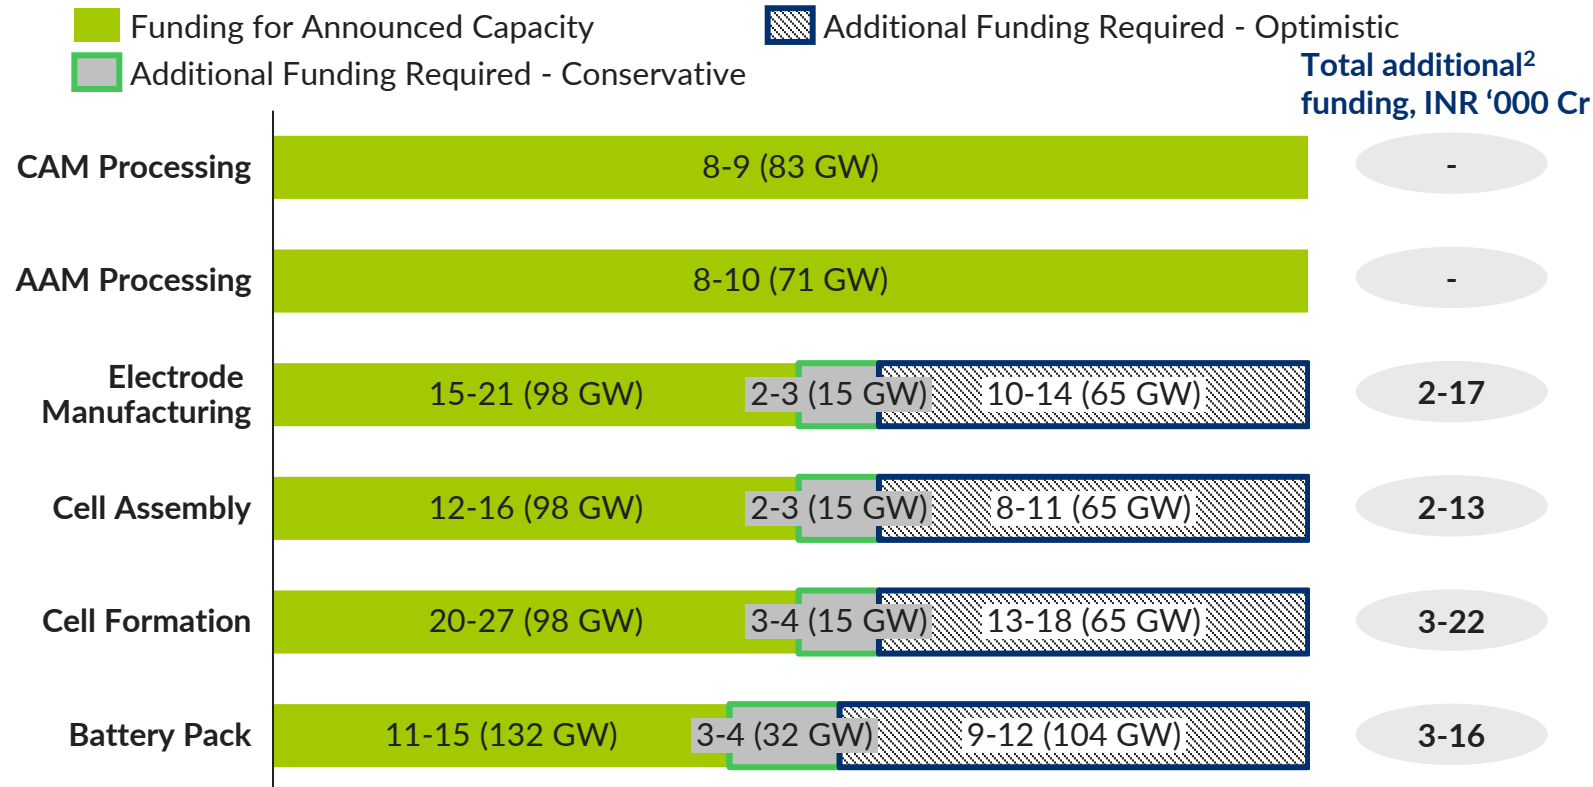 Funding for Announced Capacity
Additional Funding Required - Optimistic
Additional Funding Required - Conservative
Total additional²
funding, INR ‘000 Cr
CAM Processing
8-9 (83 GW)
-
AAM Processing
8-10 (71 GW)
-
Electrode
Manufacturing
15-21 (98 GW)
2-3 (15 GW)
10-14 (65 GW)
2-17
Cell Assembly
12-16 (98 GW)
2-3 (15 GW)
8-11 (65 GW)
2-13
Cell Formation
20-27 (98 GW)
3-4 (15 GW)
13-18 (65 GW)
3-22
Battery Pack
11-15 (132 GW)
3-4 (32 GW)
9-12 (104 GW)
3-16